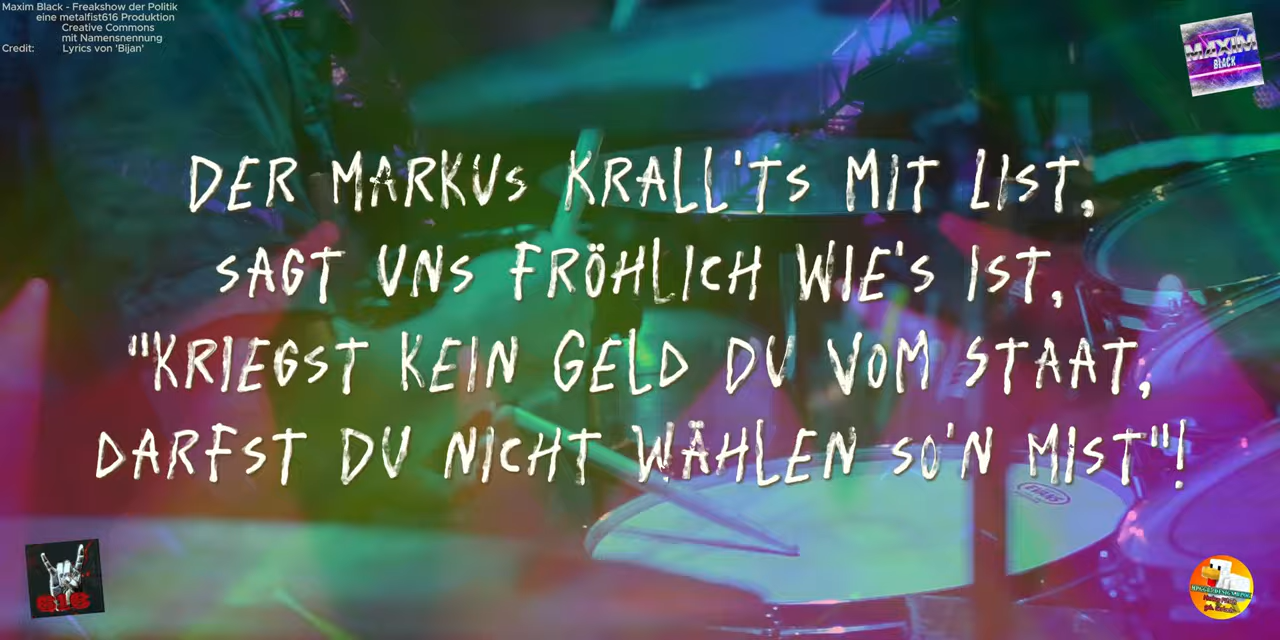 Maxim Black - Freakshow der Politik
eine metalfist616 Produktion
Creative Commons
mit Namensnennung
Credit: Lyrics von 'Bijan'
MAXIM
BLACK
DER MARKUS KRALL'TS MIT LIST,
SAGT UNS FRÖHLICH WIE'S IST,
"KRIEGST KEIN GELD DU VOM STAAT,
DARFST DU NICHT WÄHLEN SO'N MIST"!
EVANS
616